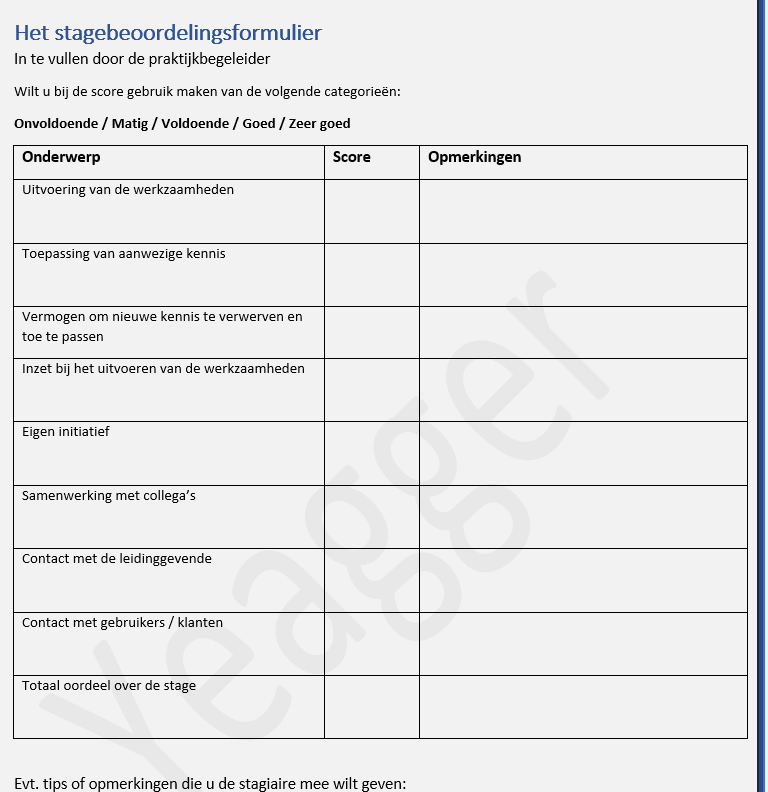 Het stagebeoordelingsformulier
In te vullen door de praktijkbegeleider
Wilt u bij de score gebruik maken van de volgende categorieën:
Onvoldoende / Matig / Voldoende / Goed / Zeer goed
Onderwerp Score Opmerkingen
Uitvoering van de werkzaamheden
Toepassing van aanwezige kennis
Vermogen om nieuwe kennis te verwerven en
toe te passen
Inzet bij het uitvoeren van de werkzaamheden
Eigen initiatief
Samenwerking met collega’s
Contact met de leidinggevende
Contact met gebruikers / klanten
Totaal oordeel over de stage
Evt. tips of opmerkingen die u de stagiaire mee wilt geven:
Yeagger